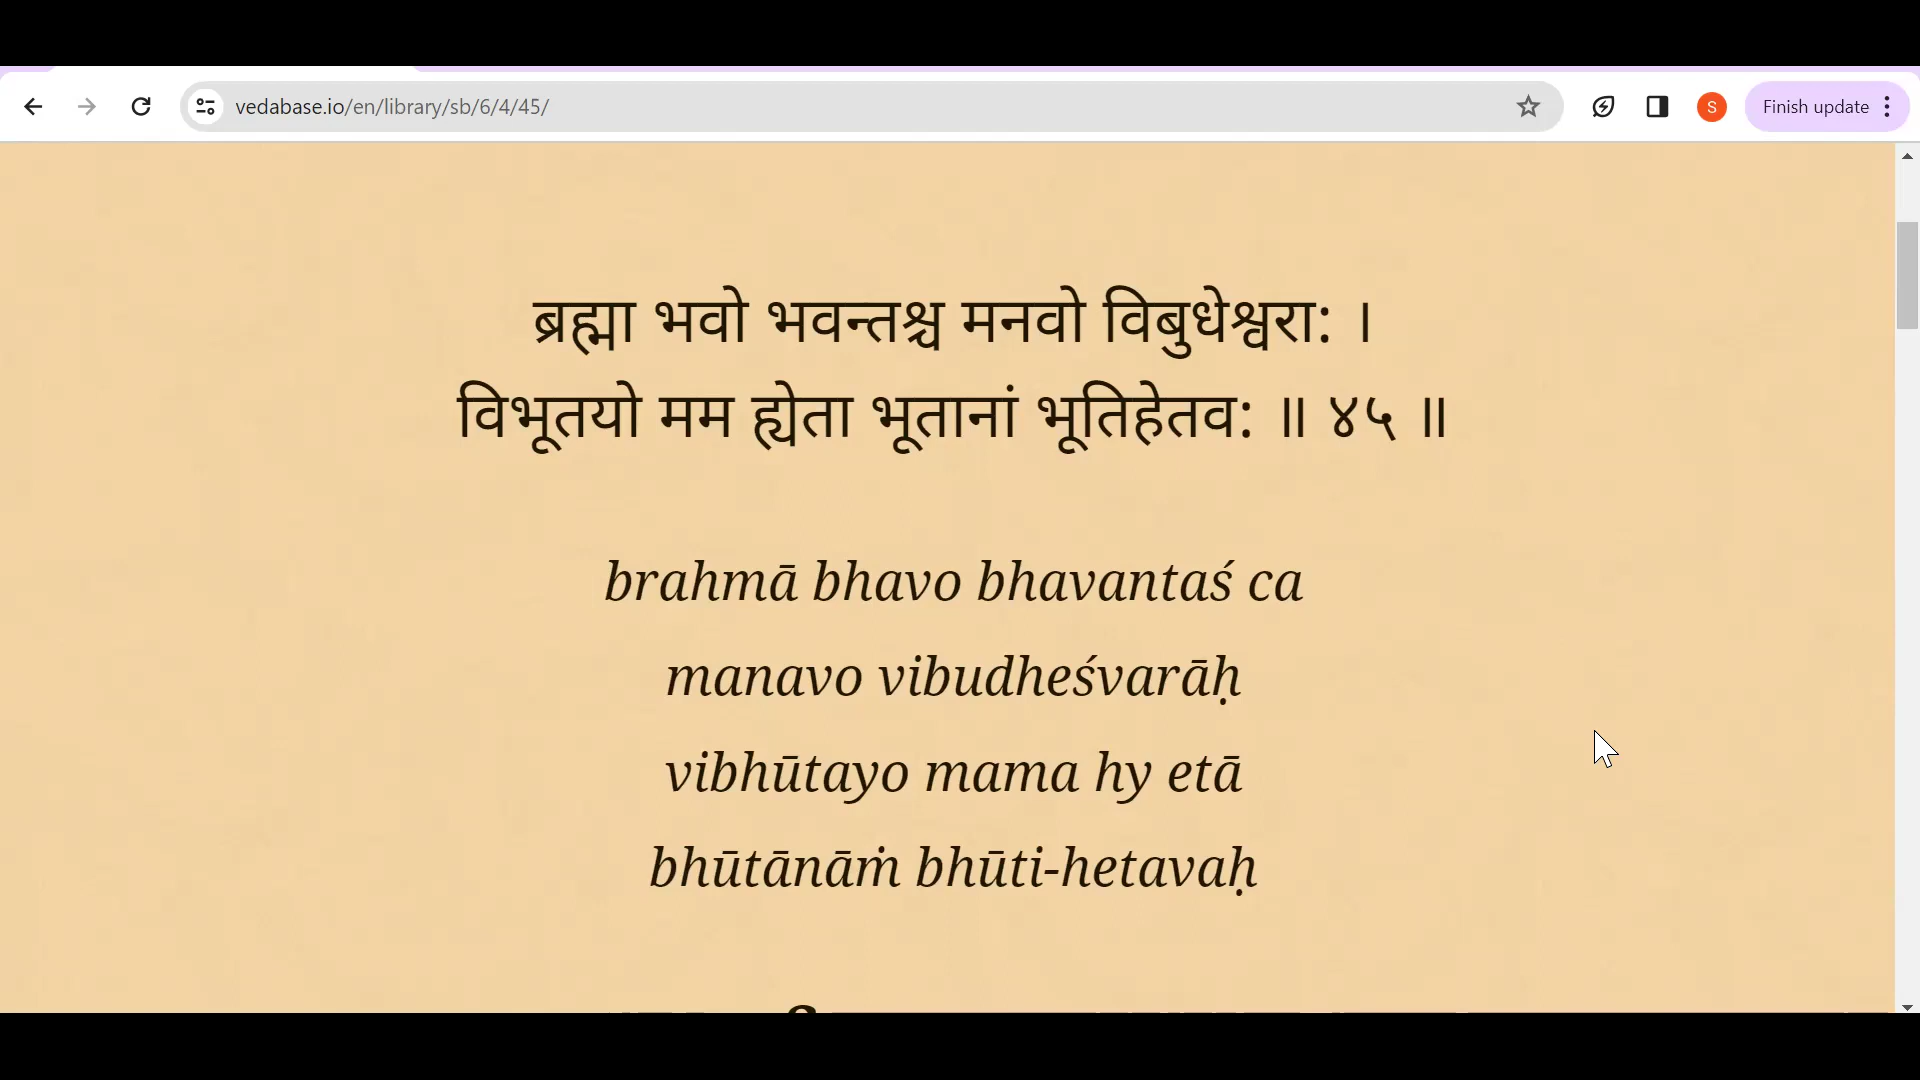 vedabase.io/en/library/sb/6/4/45/
S
Finish update
ब्रह्मा भवो भवन्तश्च मनवो विबुधेश्वरा: ।
विभूतयो मम ह्येता भूतानां भूतिहेतव: ॥ ४५ ॥
brahmā bhavo bhavantaś ca
manavo vibudheśvarāḥ
vibhūtayo mama hy etā
bhūtānāṁ bhūti-hetavaḥ